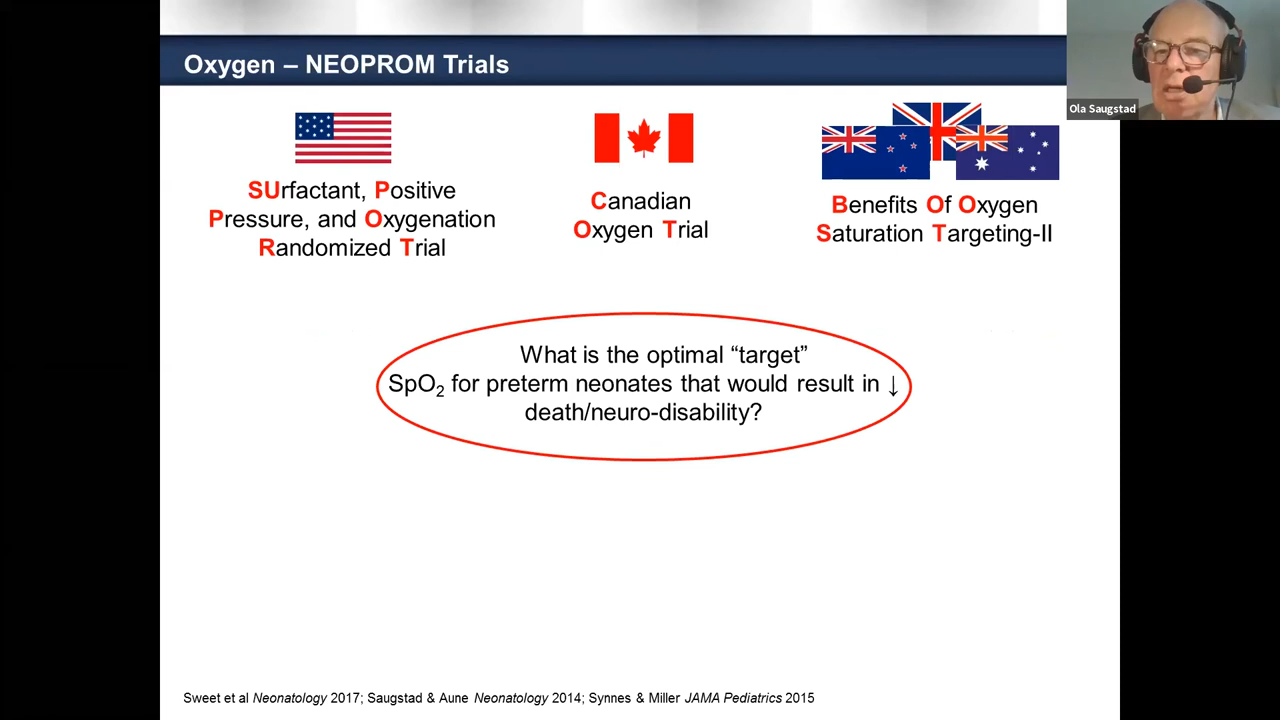 Oxygen – NEOPROM Trials
Ola Saugstad
SUrfactant, Positive
Pressure, and Oxygenation
Randomized Trial
Canadian
Oxygen Trial
Benefits Of Oxygen
Saturation Targeting-II
What is the optimal “target”
SpO₂ for preterm neonates that would result in ↓
death/neuro-disability?
Sweet et al Neonatology 2017; Saugstad & Aune Neonatology 2014; Synnes & Miller JAMA Pediatrics 2015